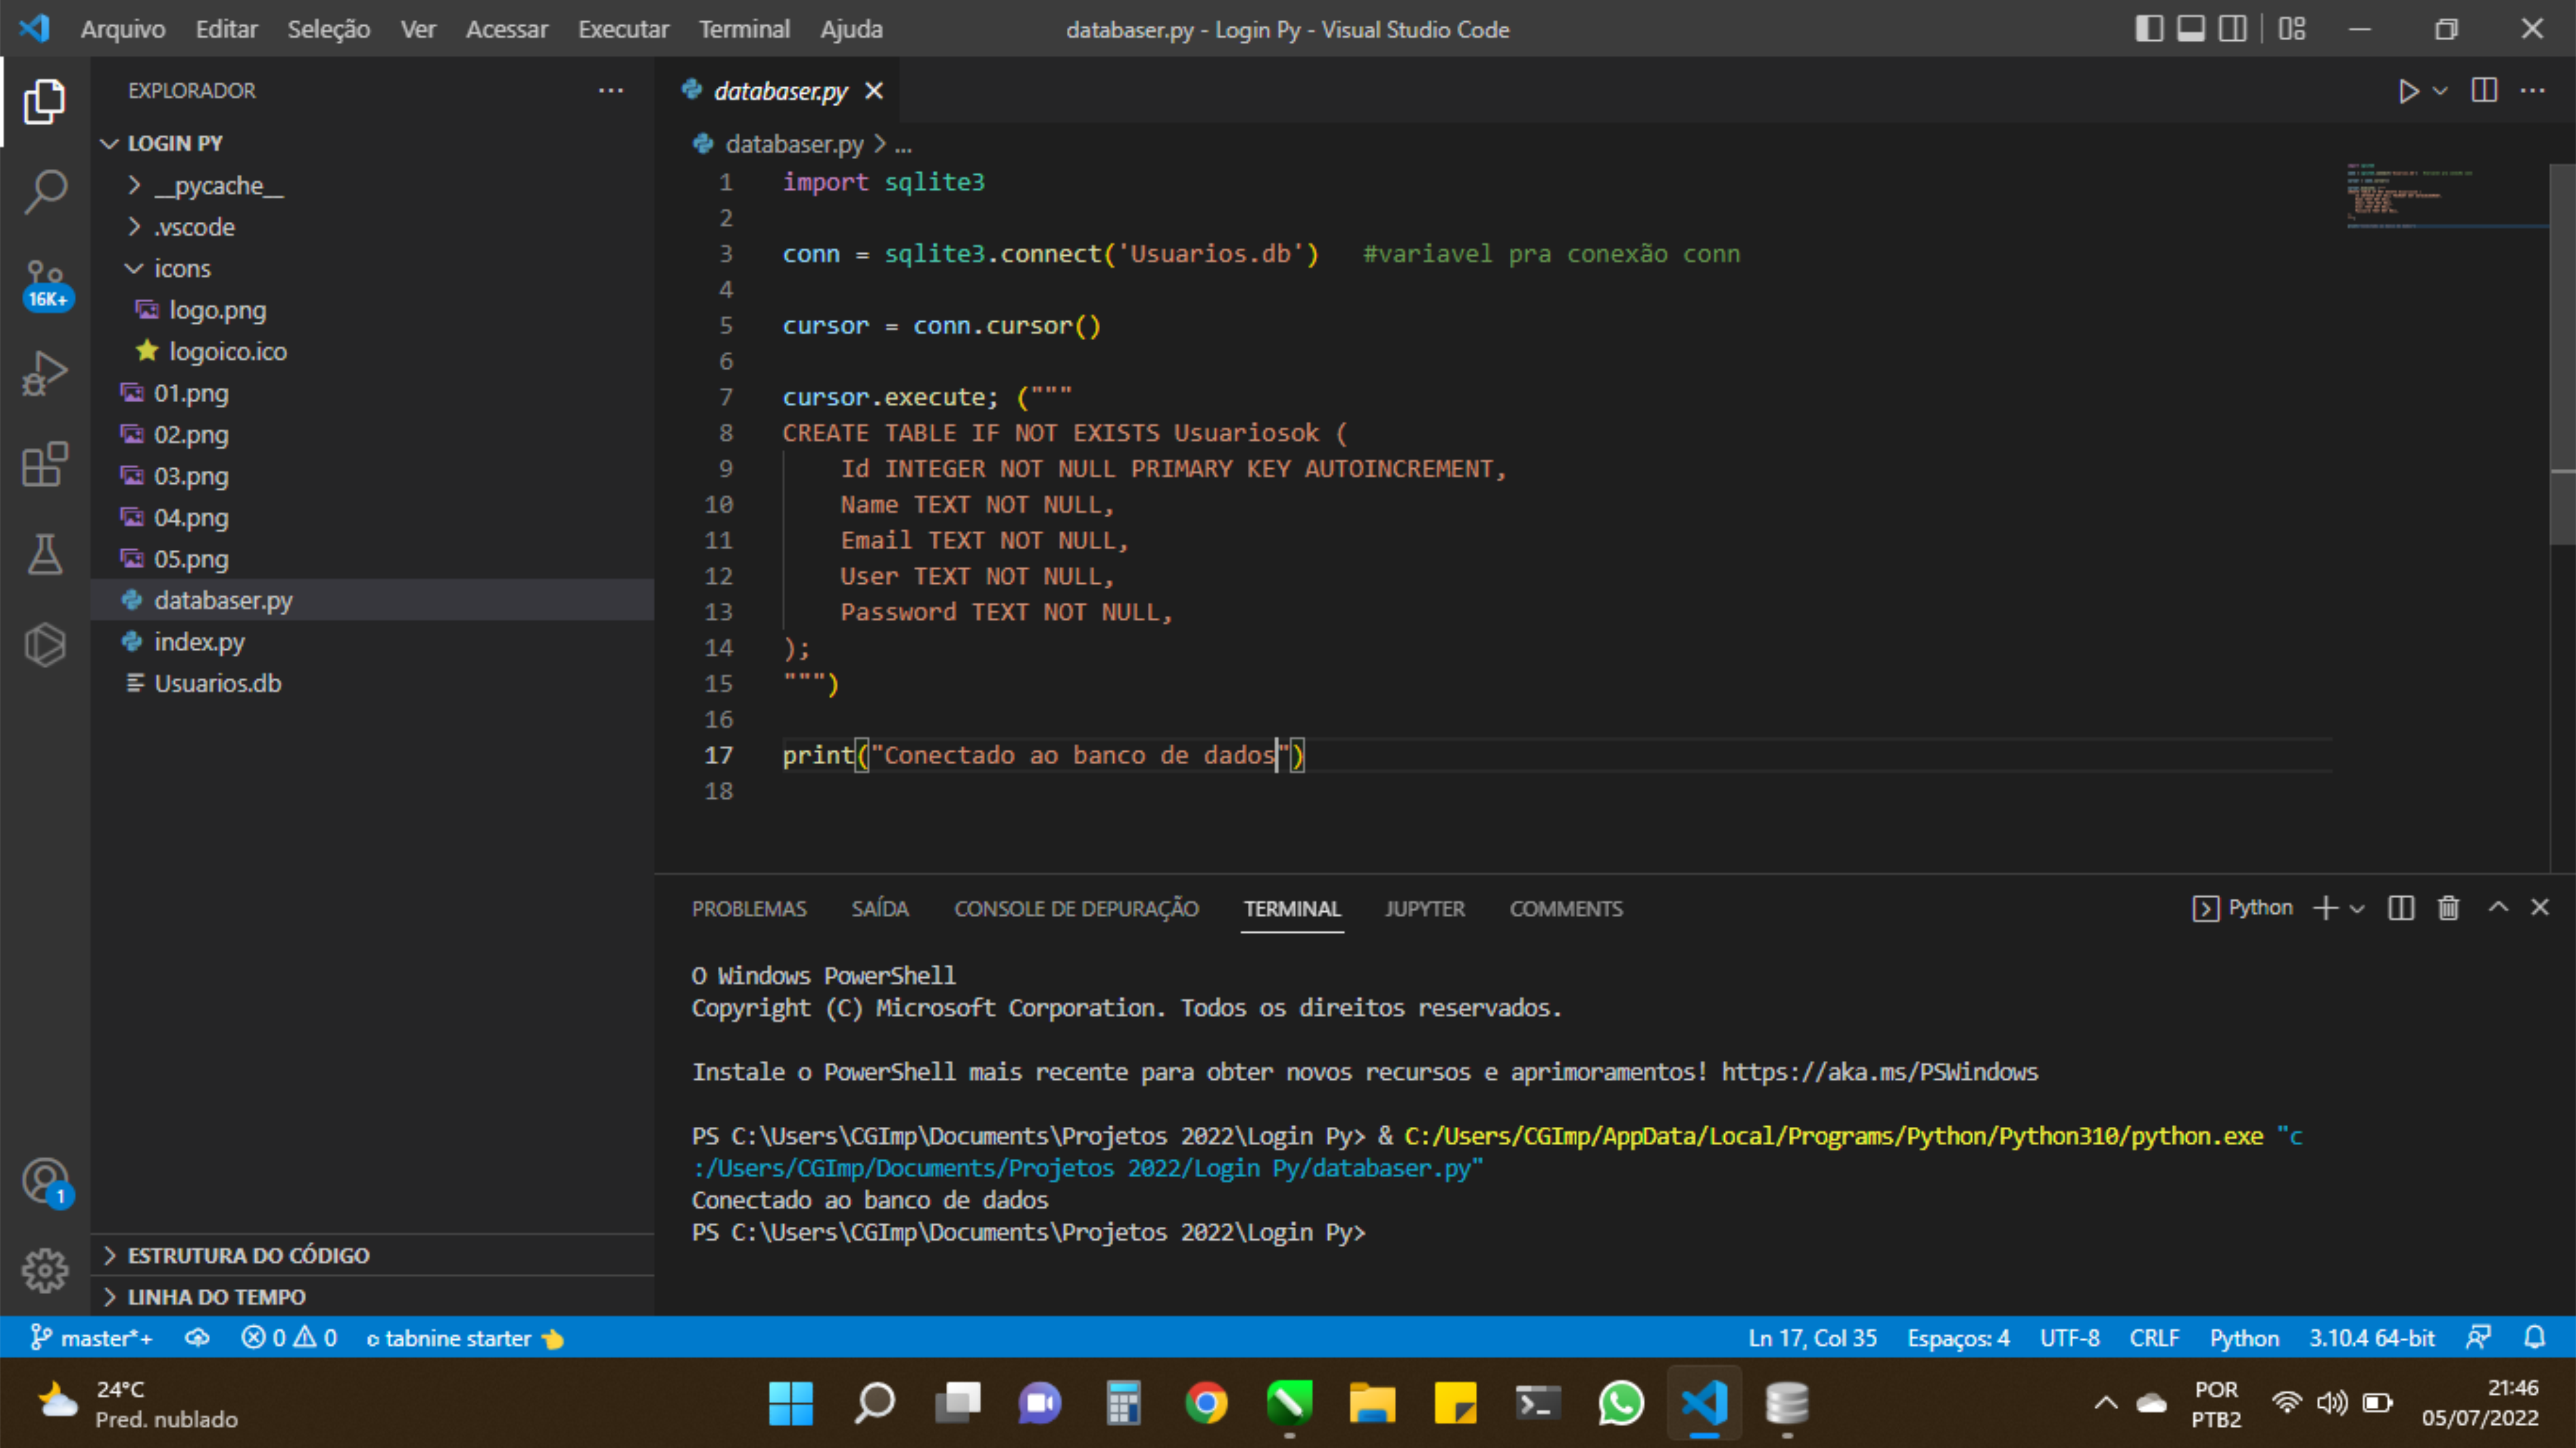 Arquivo Editar Seleção Ver Acessar Executar Terminal Ajuda
databaser.py - Login Py - Visual Studio Code
EXPLORADOR
LOGIN PY
__pycache__
.vscode
icons
logo.png
logoico.ico
01.png
02.png
03.png
04.png
05.png
databaser.py
index.py
Usuarios.db
16K+
1
ESTRUTURA DO CÓDIGO
LINHA DO TEMPO
databaser.py
databaser.py > ...
1 import sqlite3
2
3 conn = sqlite3.connect('Usuarios.db') #variavel pra conexão conn
4
5 cursor = conn.cursor()
6
7 cursor.execute; ("""
8 CREATE TABLE IF NOT EXISTS Usuariosok (
9 Id INTEGER NOT NULL PRIMARY KEY AUTOINCREMENT,
10 Name TEXT NOT NULL,
11 Email TEXT NOT NULL,
12 User TEXT NOT NULL,
13 Password TEXT NOT NULL,
14 );
15 """)
16
17 print("Conectado ao banco de dados")
18
PROBLEMAS SAÍDA CONSOLE DE DEPURAÇÃO TERMINAL JUPYTER COMMENTS
Python
O Windows PowerShell
Copyright (C) Microsoft Corporation. Todos os direitos reservados.
Instale o PowerShell mais recente para obter novos recursos e aprimoramentos! https://aka.ms/PSWindows
PS C:\Users\CGImp\Documents\Projetos 2022\Login Py> & C:/Users/CGImp/AppData/Local/Programs/Python/Python310/python.exe "c
:/Users/CGImp/Documents/Projetos 2022/Login Py/databaser.py"
Conectado ao banco de dados
PS C:\Users\CGImp\Documents\Projetos 2022\Login Py>
master*+ 0 0 tabnine starter
Ln 17, Col 35 Espaços: 4 UTF-8 CRLF Python 3.10.4 64-bit
24°C
Pred. nublado
POR
PTB2
21:46
05/07/2022